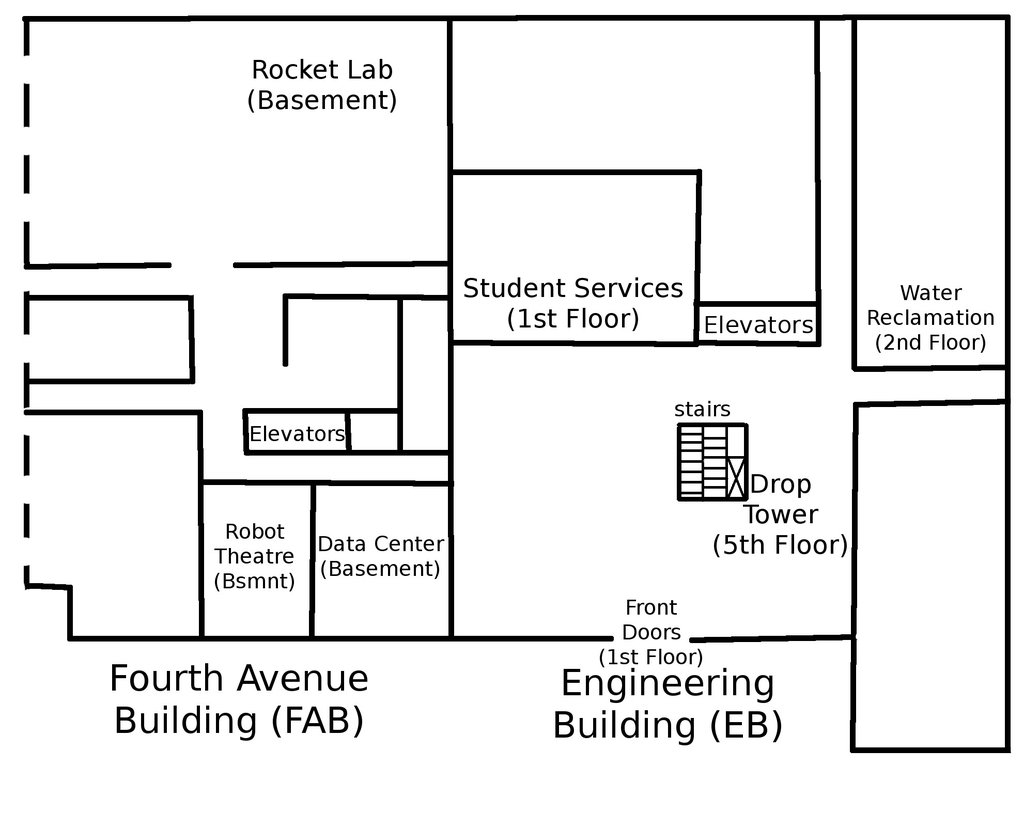 Rocket Lab
(Basement)
Student Services
(1st Floor)
Elevators
Water
Reclamation
(2nd Floor)
stairs
Elevators
Drop
Tower
(5th Floor)
Robot
Theatre
(Bsmnt)
Data Center
(Basement)
Front
Doors
(1st Floor)
Fourth Avenue
Building (FAB)
Engineering
Building (EB)